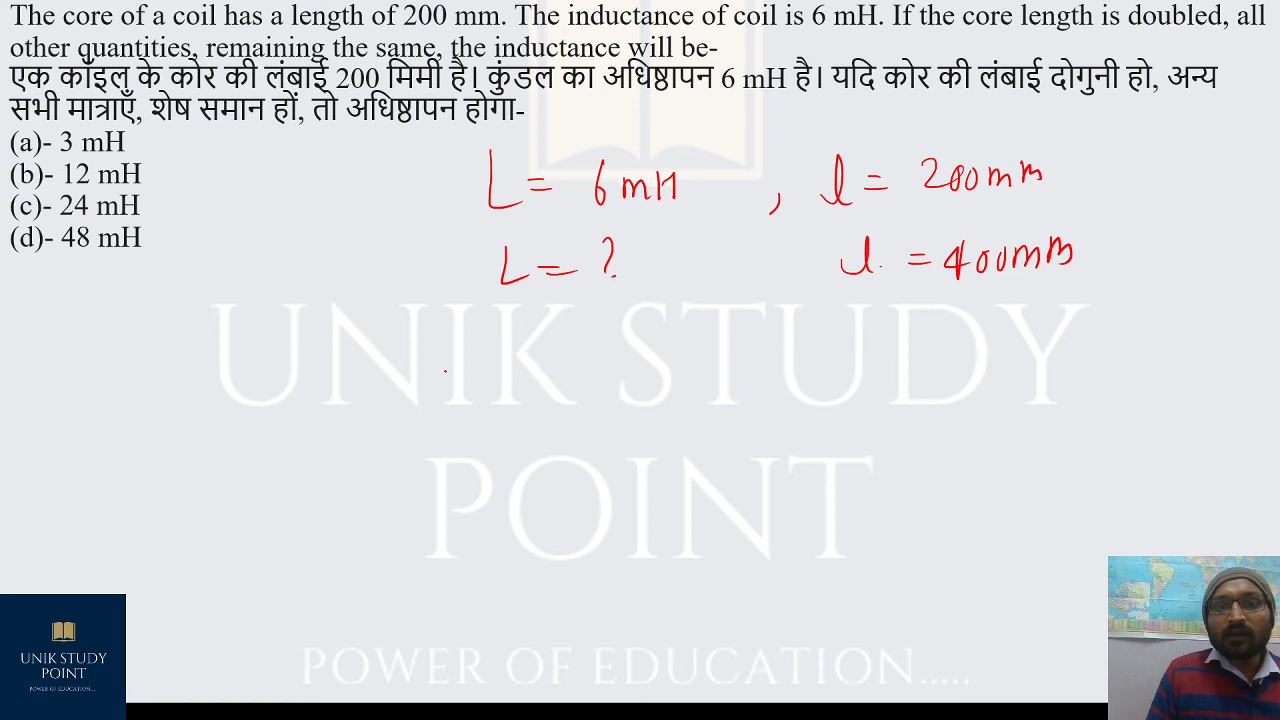 The core of a coil has a length of 200 mm. The inductance of coil is 6 mH. If the core length is doubled, all
other quantities, remaining the same, the inductance will be-
एक कॉइल के कोर की लंबाई 200 मिमी है। कुंडल का अधिष्ठापन 6 mH है। यदि कोर की लंबाई दोगुनी हो, अन्य
सभी मात्राएँ, शेष समान हों, तो अधिष्ठापन होगा-
(a)- 3 mH
(b)- 12 mH
(c)- 24 mH
(d)- 48 mH
L = 6 mH , l = 200 mm
L = ? l = 400 mm
UNIK STUDY
POINT
POWER OF EDUCATION.....
UNIK STUDY
POINT
POWER OF EDUCATION....